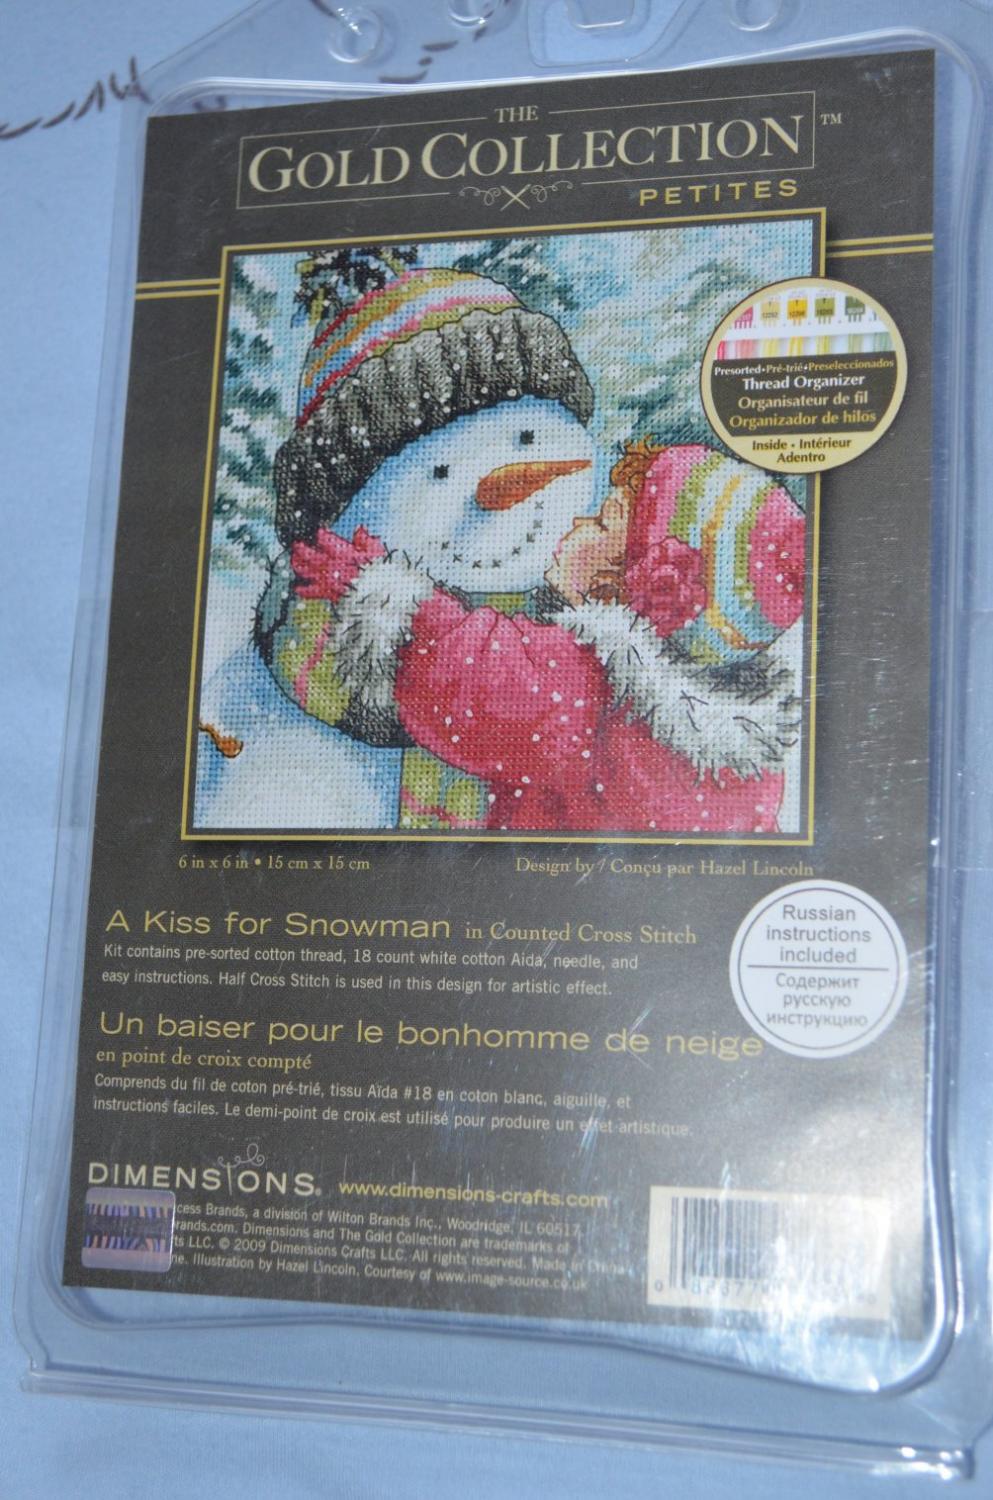 THE
GOLD COLLECTION ™
PETITES
Presorted•Pré-trié•Preseleccionados
Thread Organizer
Organisateur de fil
Organizador de hilos
Inside • Intérieur
Adentro
6 in x 6 in • 15 cm x 15 cm
Design by / Conçu par Hazel Lincoln
A Kiss for Snowman in Counted Cross Stitch
Kit contains pre-sorted cotton thread, 18 count white cotton Aida, needle, and
easy instructions. Half Cross Stitch is used in this design for artistic effect.
Russian
instructions
included
Содержит
русскую
инструкцию
Un baiser pour le bonhomme de neige
en point de croix compté
Comprends du fil de coton pré-trié, tissu Aïda #18 en coton blanc, aiguille, et
instructions faciles. Le demi-point de croix est utilisé pour produire un effet artistique.
DIMENSIONS® www.dimensions-crafts.com
cess Brands, a division of Wilton Brands Inc., Woodridge, IL 60517
rands.com. Dimensions and The Gold Collection are trademarks of
ts LLC. © 2009 Dimensions Crafts LLC. All rights reserved. Made in China
ne. Illustration by Hazel Lincoln, Courtesy of www.image-source.co.uk